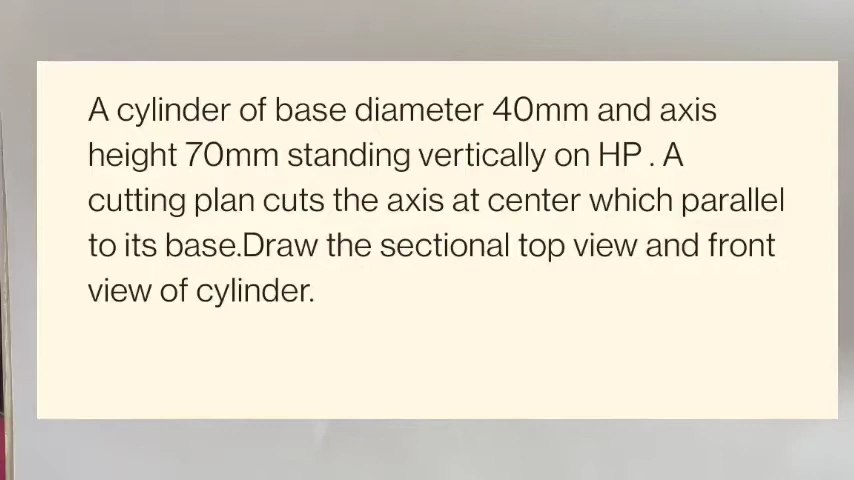 A cylinder of base diameter 40mm and axis
height 70mm standing vertically on HP . A
cutting plan cuts the axis at center which parallel
to its base.Draw the sectional top view and front
view of cylinder.